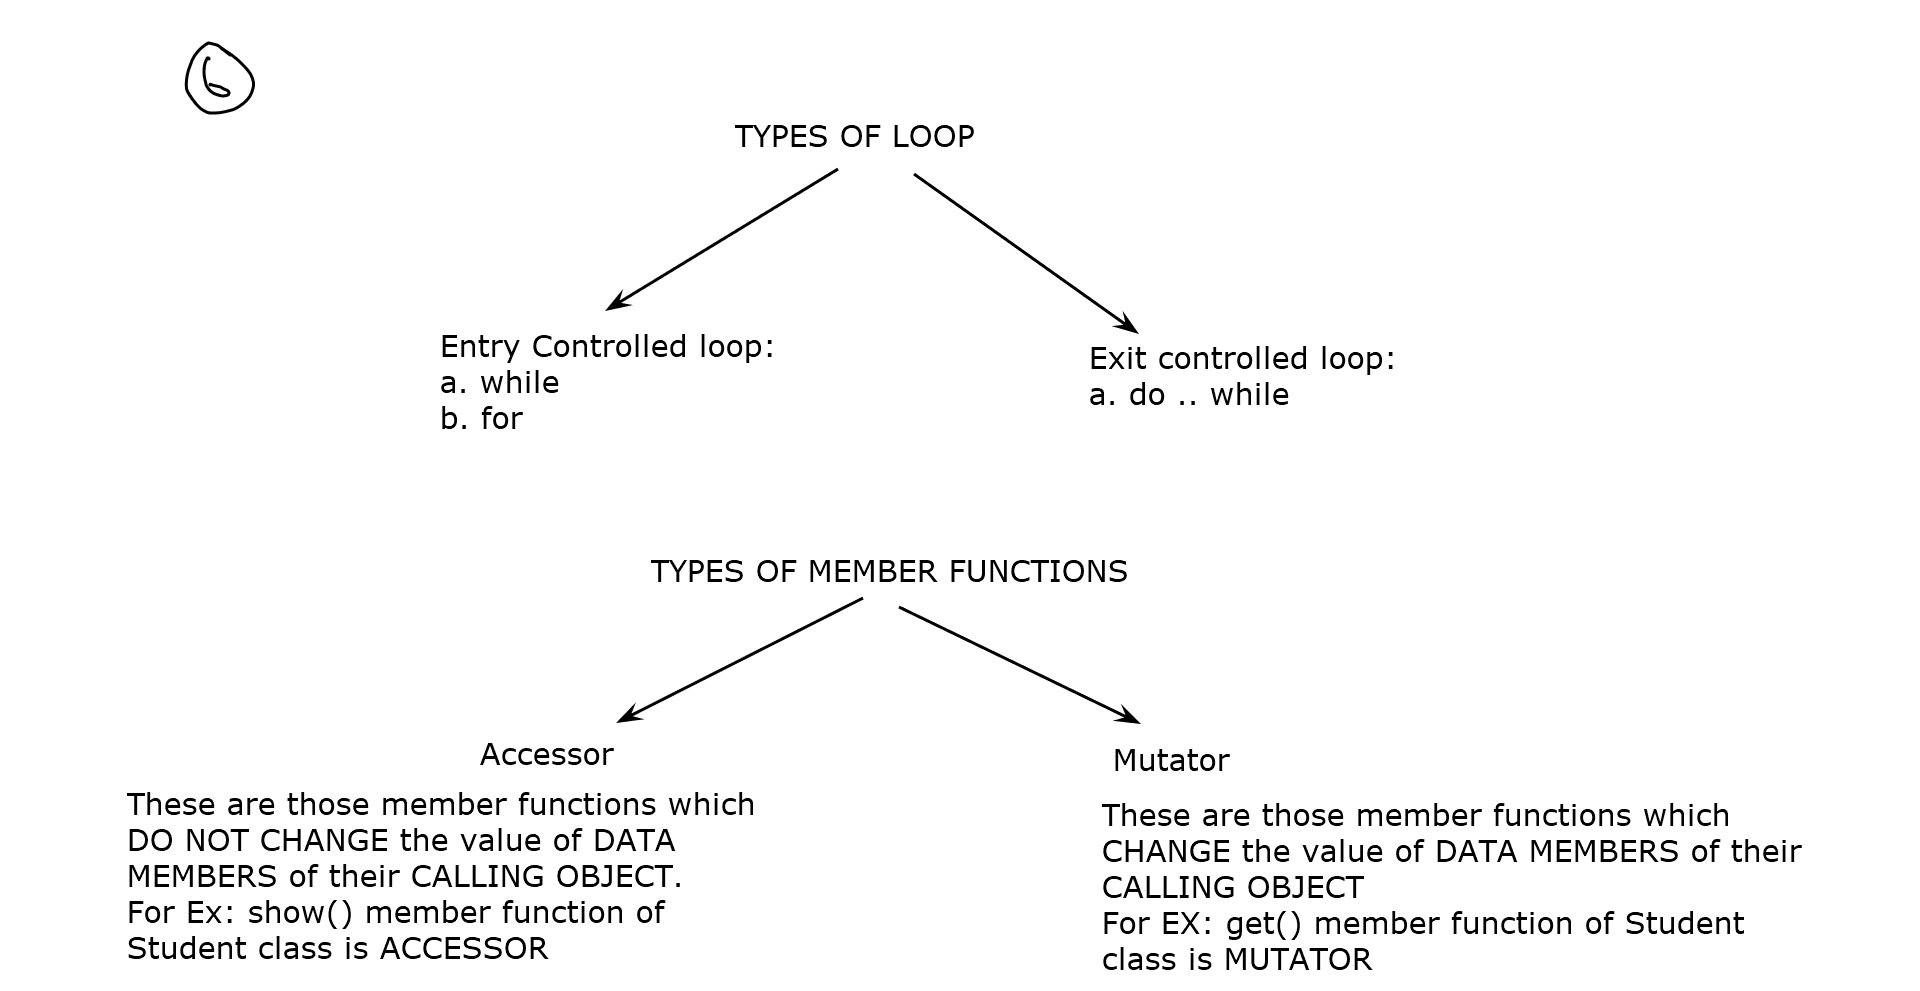 6
TYPES OF LOOP
Entry Controlled loop:
a. while
b. for
Exit controlled loop:
a. do .. while
TYPES OF MEMBER FUNCTIONS
Accessor
These are those member functions which
DO NOT CHANGE the value of DATA
MEMBERS of their CALLING OBJECT.
For Ex: show() member function of
Student class is ACCESSOR
Mutator
These are those member functions which
CHANGE the value of DATA MEMBERS of their
CALLING OBJECT
For EX: get() member function of Student
class is MUTATOR